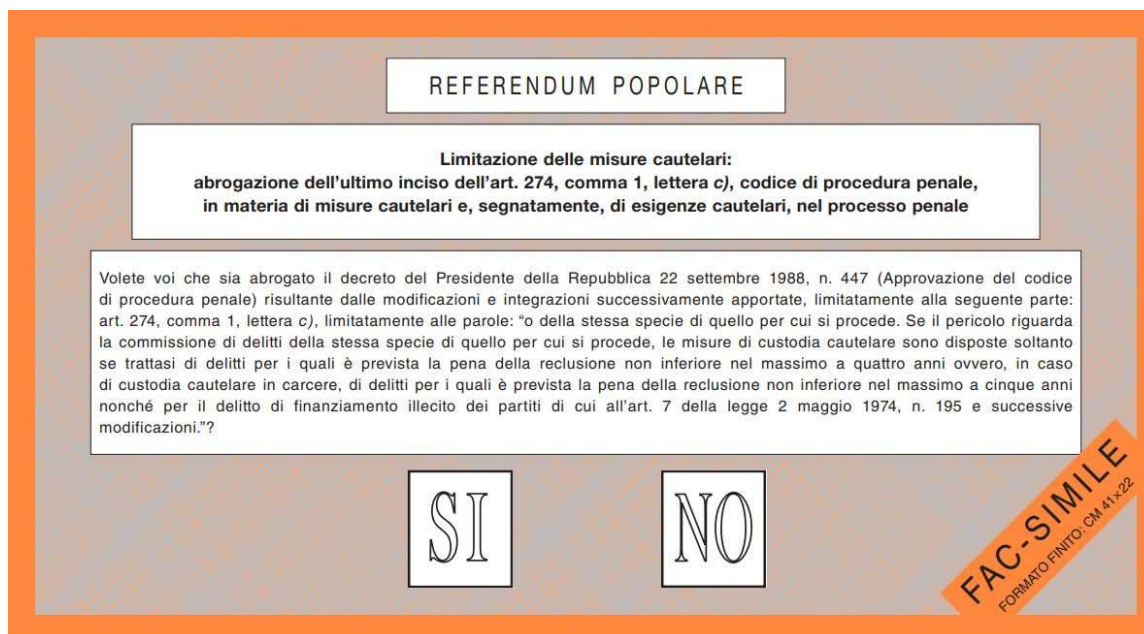 REFERENDUM POPOLARE
Limitazione delle misure cautelari:
abrogazione dell'ultimo inciso dell'art. 274, comma 1, lettera c), codice di procedura penale,
in materia di misure cautelari e, segnatamente, di esigenze cautelari, nel processo penale
Volete voi che sia abrogato il decreto del Presidente della Repubblica 22 settembre 1988, n. 447 (Approvazione del codice
di procedura penale) risultante dalle modificazioni e integrazioni successivamente apportate, limitatamente alla seguente parte:
art. 274, comma 1, lettera c), limitatamente alle parole: “o della stessa specie di quello per cui si procede. Se il pericolo riguarda
la commissione di delitti della stessa specie di quello per cui si procede, le misure di custodia cautelare sono disposte soltanto
se trattasi di delitti per i quali è prevista la pena della reclusione non inferiore nel massimo a quattro anni ovvero, in caso
di custodia cautelare in carcere, di delitti per i quali è prevista la pena della reclusione non inferiore nel massimo a cinque anni
nonché per il delitto di finanziamento illecito dei partiti di cui all'art. 7 della legge 2 maggio 1974, n. 195 e successive
modificazioni.”?
SI
NO
FAC-SIMILE
FORMATO FINITO: CM 41×22